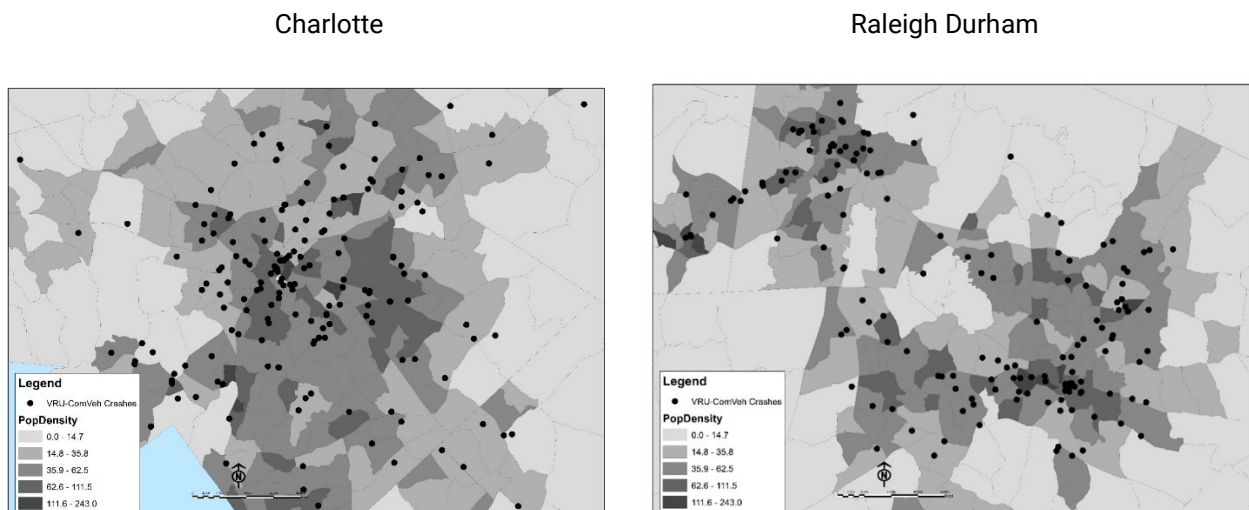 Charlotte
Raleigh Durham
Legend
VRU-ComVeh Crashes
PopDensity
0.0 - 14.7
14.8 - 35.8
35.9 - 62.5
62.6 - 111.5
111.6 - 243.0
N
Legend
VRU-ComVeh Crashes
PopDensity
0.0 - 14.7
14.8 - 35.8
35.9 - 62.5
62.6 - 111.5
111.6 - 243.0
N